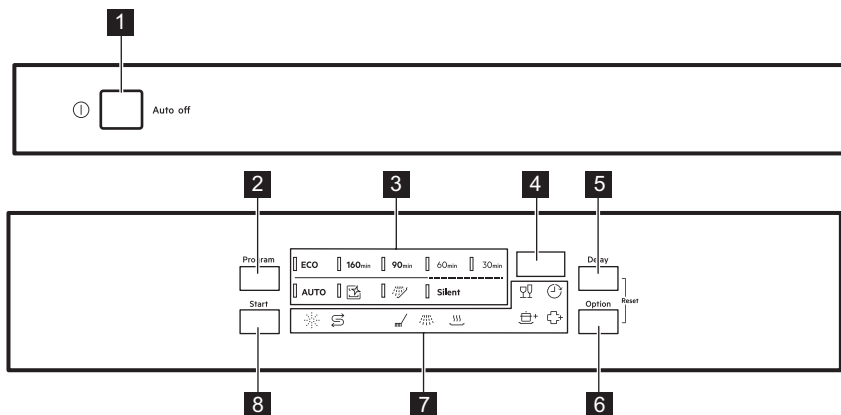 1
Auto off
2 3 4 5
Program
ECO 160min 90min 60min 30min
Delay
AUTO Silent
Start
Option
Reset
8 7 6